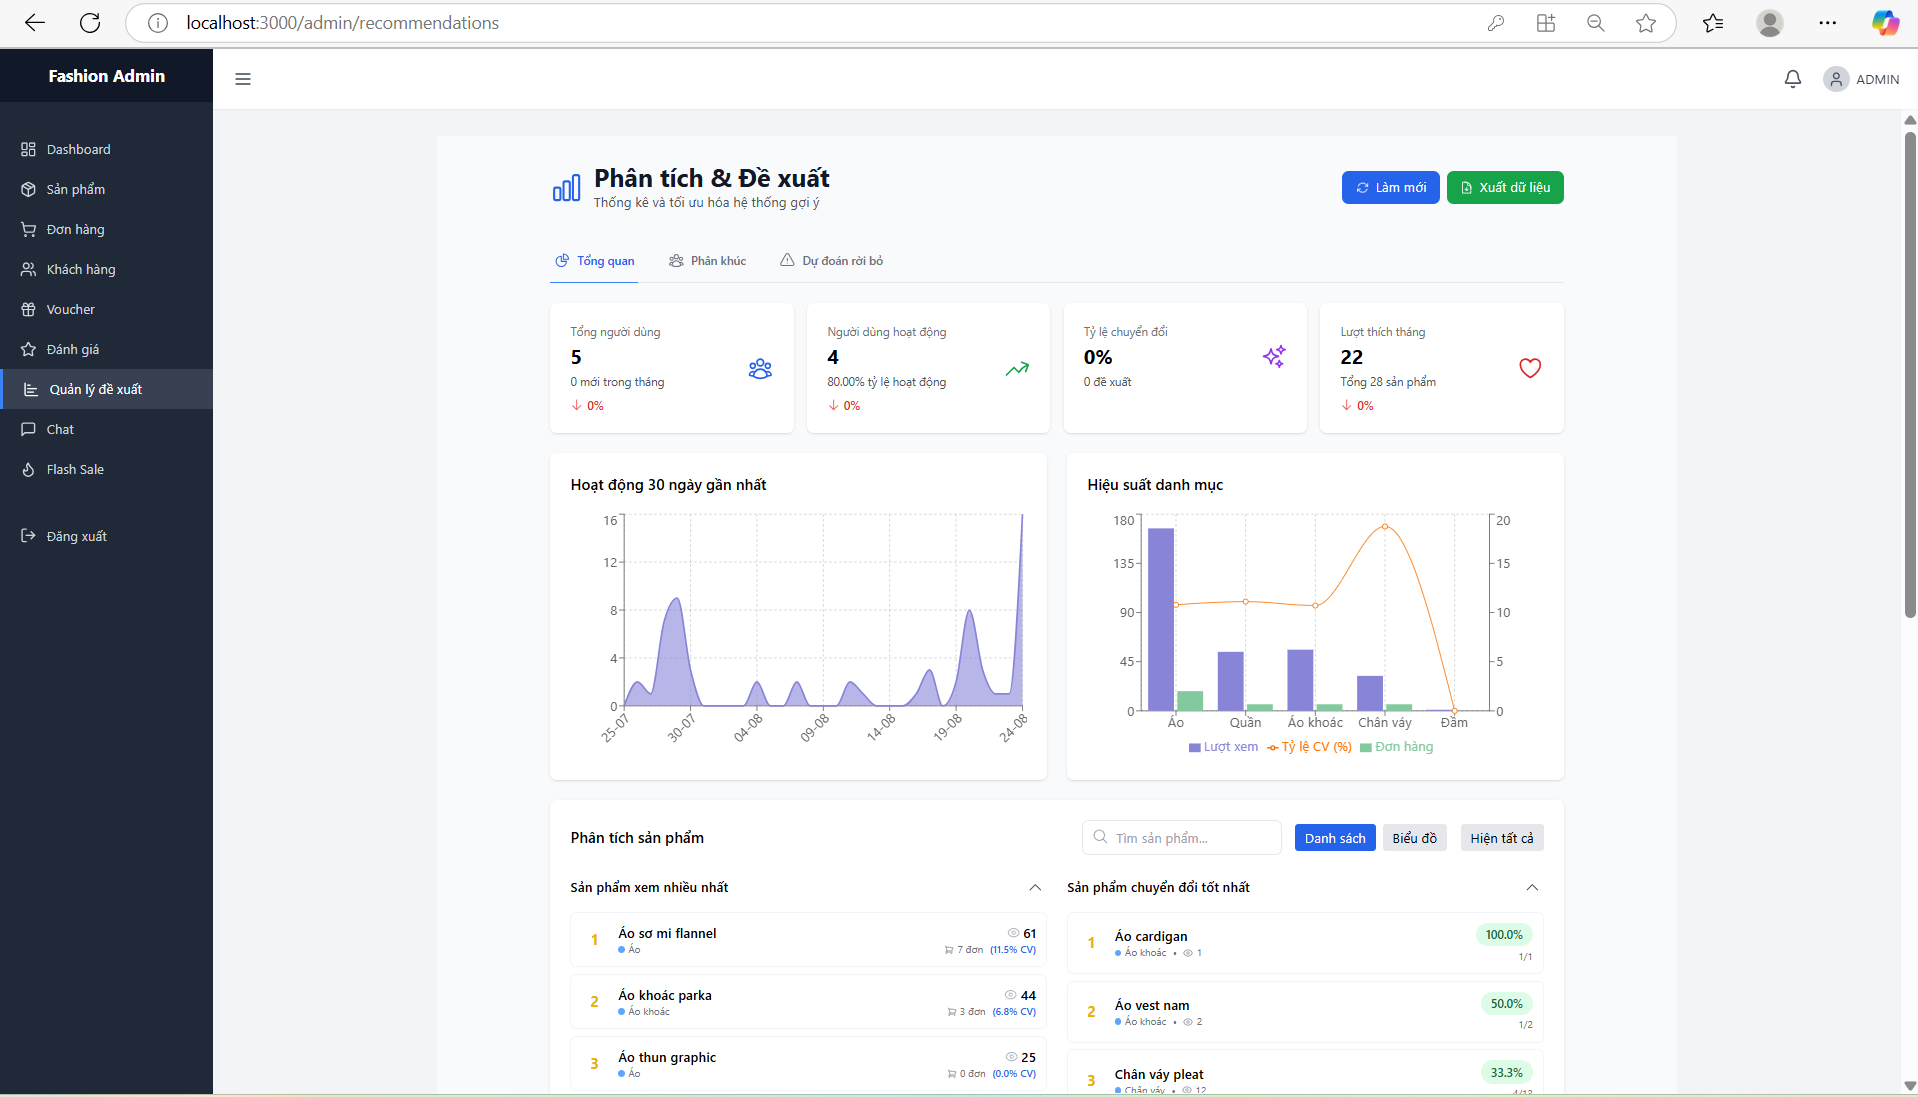 localhost:3000/admin/recommendations
Fashion Admin
ADMIN
Dashboard
Sản phẩm
Đơn hàng
Khách hàng
Voucher
Đánh giá
Quản lý đề xuất
Chat
Flash Sale
Đăng xuất
Phân tích & Đề xuất
Thống kê và tối ưu hóa hệ thống gợi ý
Làm mới
Xuất dữ liệu
Tổng quan
Phân khúc
Dự đoán rời bỏ
Tổng người dùng
5
0 mới trong tháng
↓ 0%
Người dùng hoạt động
4
80.00% tỷ lệ hoạt động
↓ 0%
Tỷ lệ chuyển đổi
0%
0 đề xuất
Lượt thích tháng
22
Tổng 28 sản phẩm
↓ 0%
Hoạt động 30 ngày gần nhất
16
12
8
4
0
25-07
30-07
04-08
09-08
14-08
19-08
24-08
Hiệu suất danh mục
180
135
90
45
0
20
15
10
5
0
Áo
Quần
Áo khoác
Chân váy
Đầm
Lượt xem
Tỷ lệ CV (%)
Đơn hàng
Phân tích sản phẩm
Tìm sản phẩm...
Danh sách
Biểu đồ
Hiện tất cả
Sản phẩm xem nhiều nhất
1
Áo sơ mi flannel
Áo
61
7 đơn (11.5% CV)
2
Áo khoác parka
Áo khoác
44
3 đơn (6.8% CV)
3
Áo thun graphic
Áo
25
0 đơn (0.0% CV)
Sản phẩm chuyển đổi tốt nhất
1
Áo cardigan
Áo khoác • 1
100.0%
1/1
2
Áo vest nam
Áo khoác • 2
50.0%
1/2
3
Chân váy pleat
Chân váy • 12
33.3%
4/12